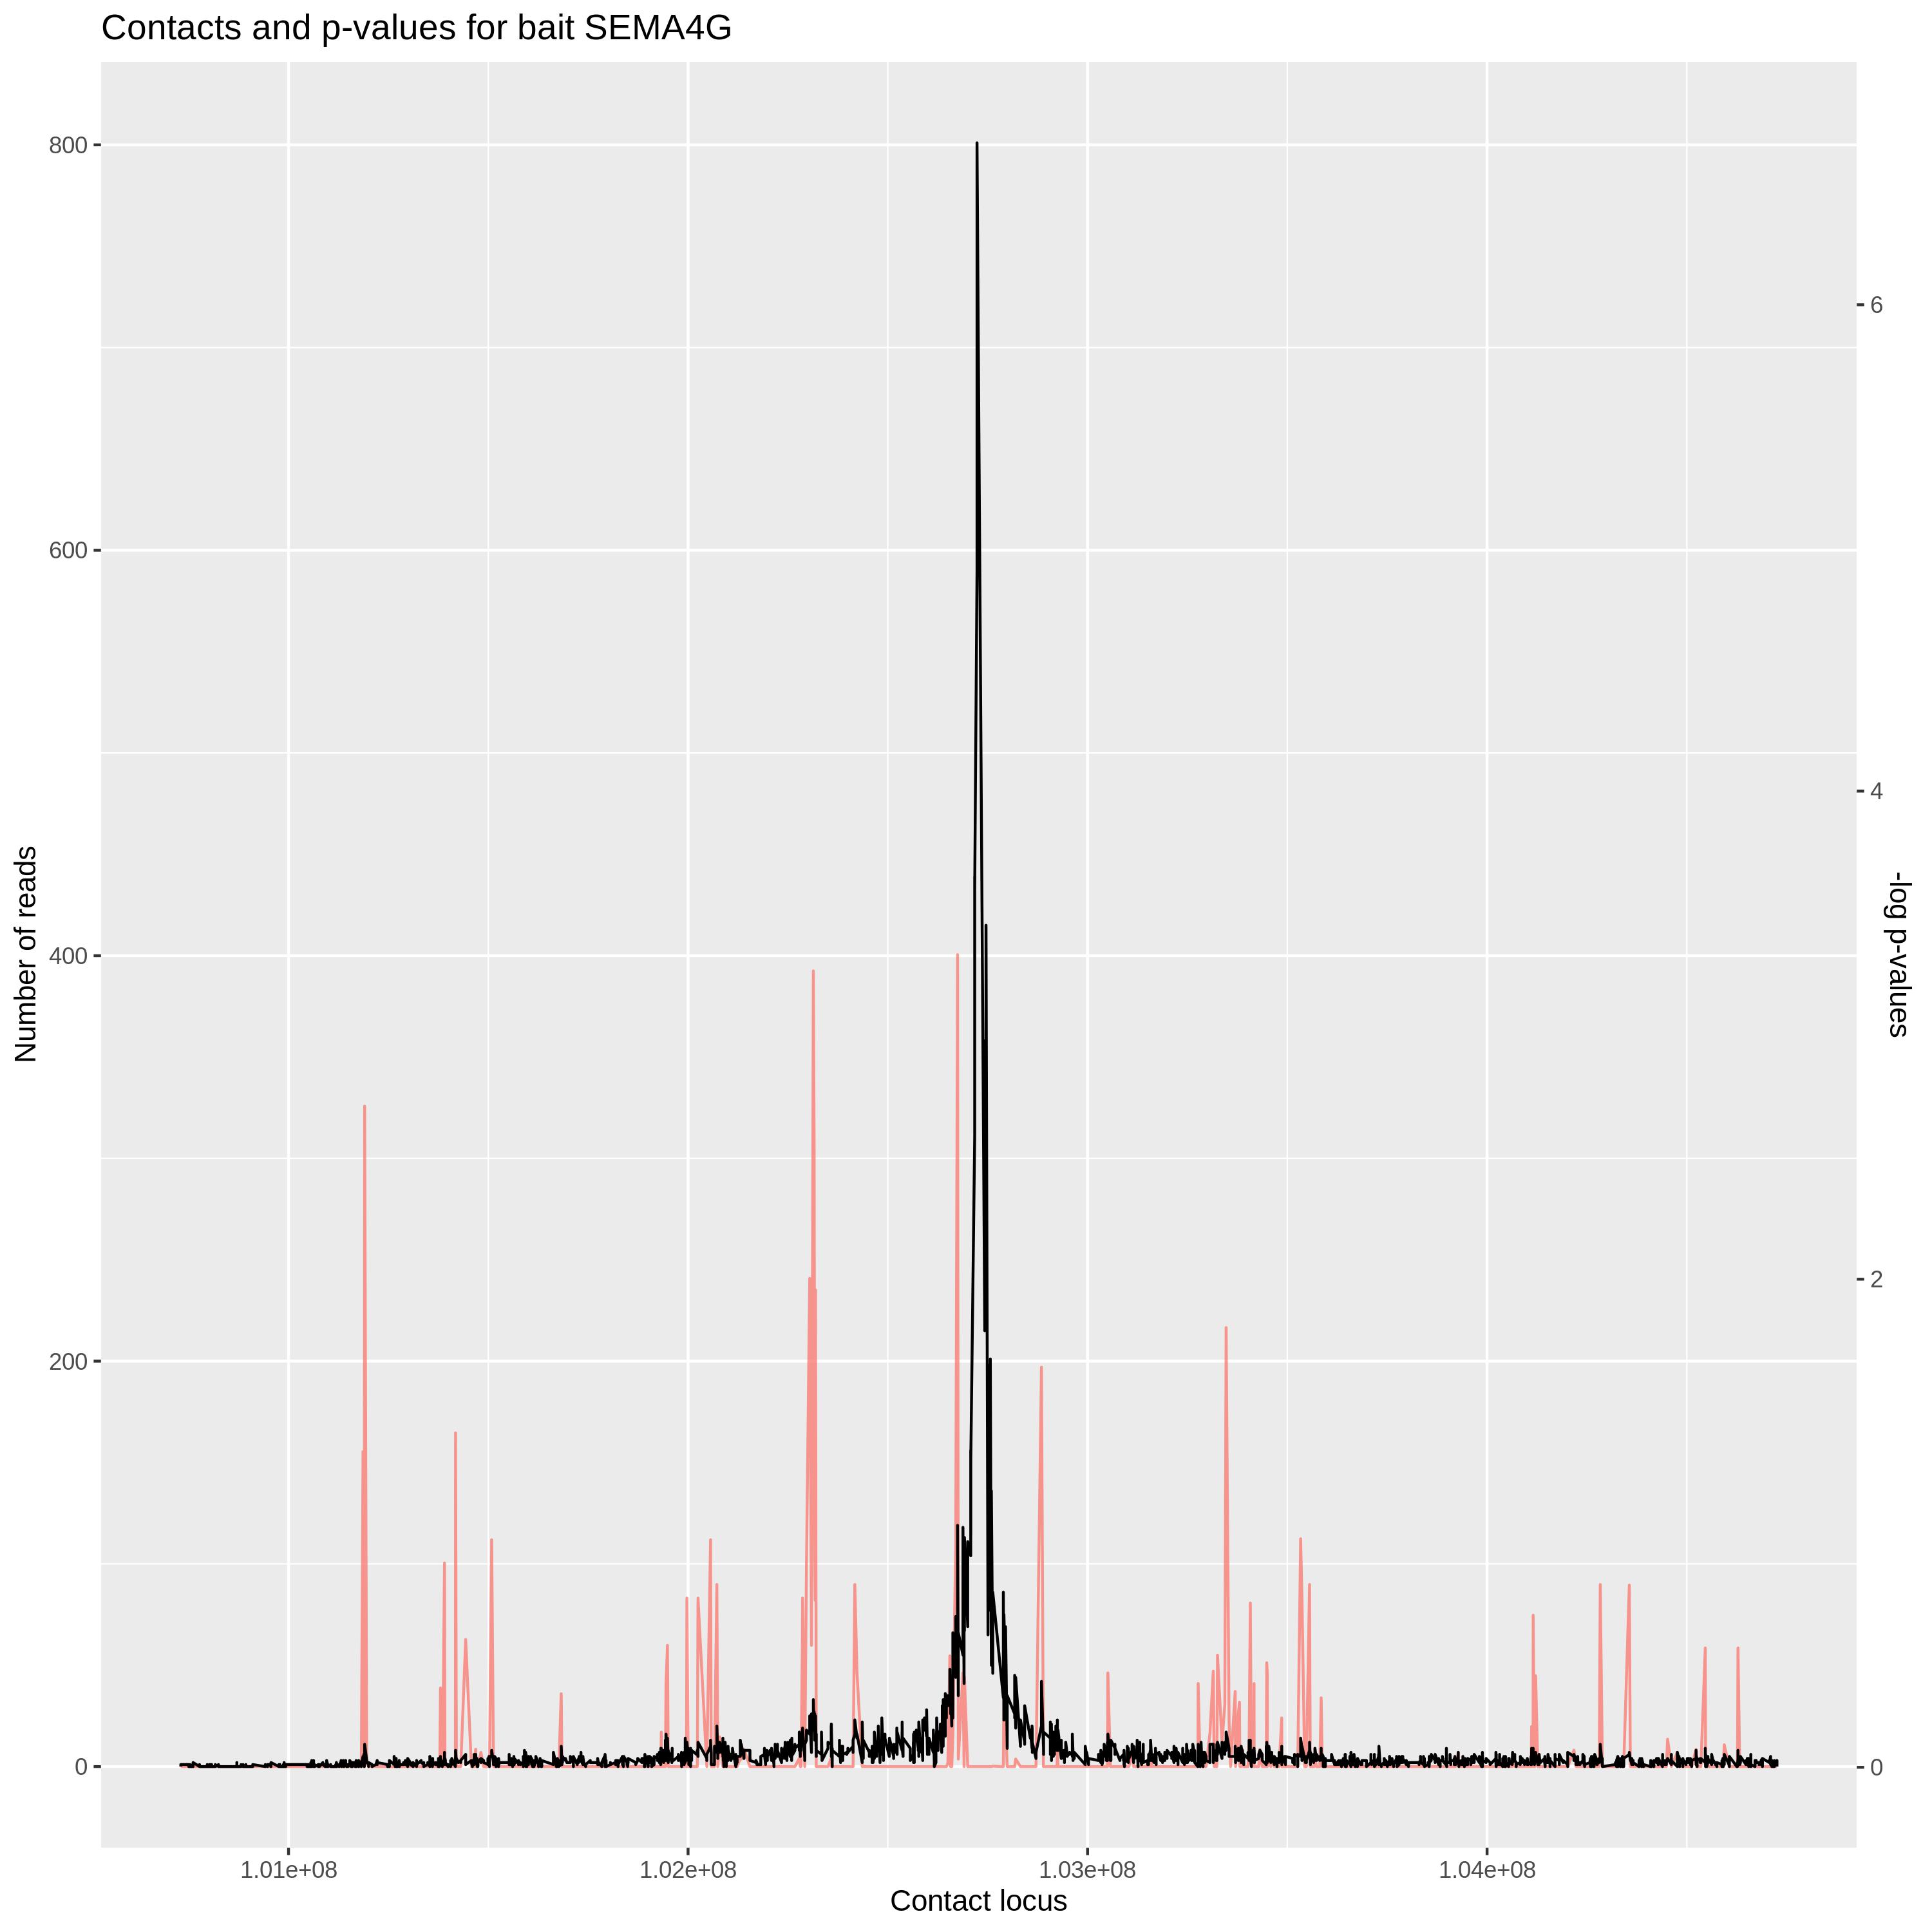 Contacts and p-values for bait SEMA4G
800
600
400
200
0
Number of reads
6
4
2
0
-log p-values
1.01e+08
1.02e+08
1.03e+08
1.04e+08
Contact locus